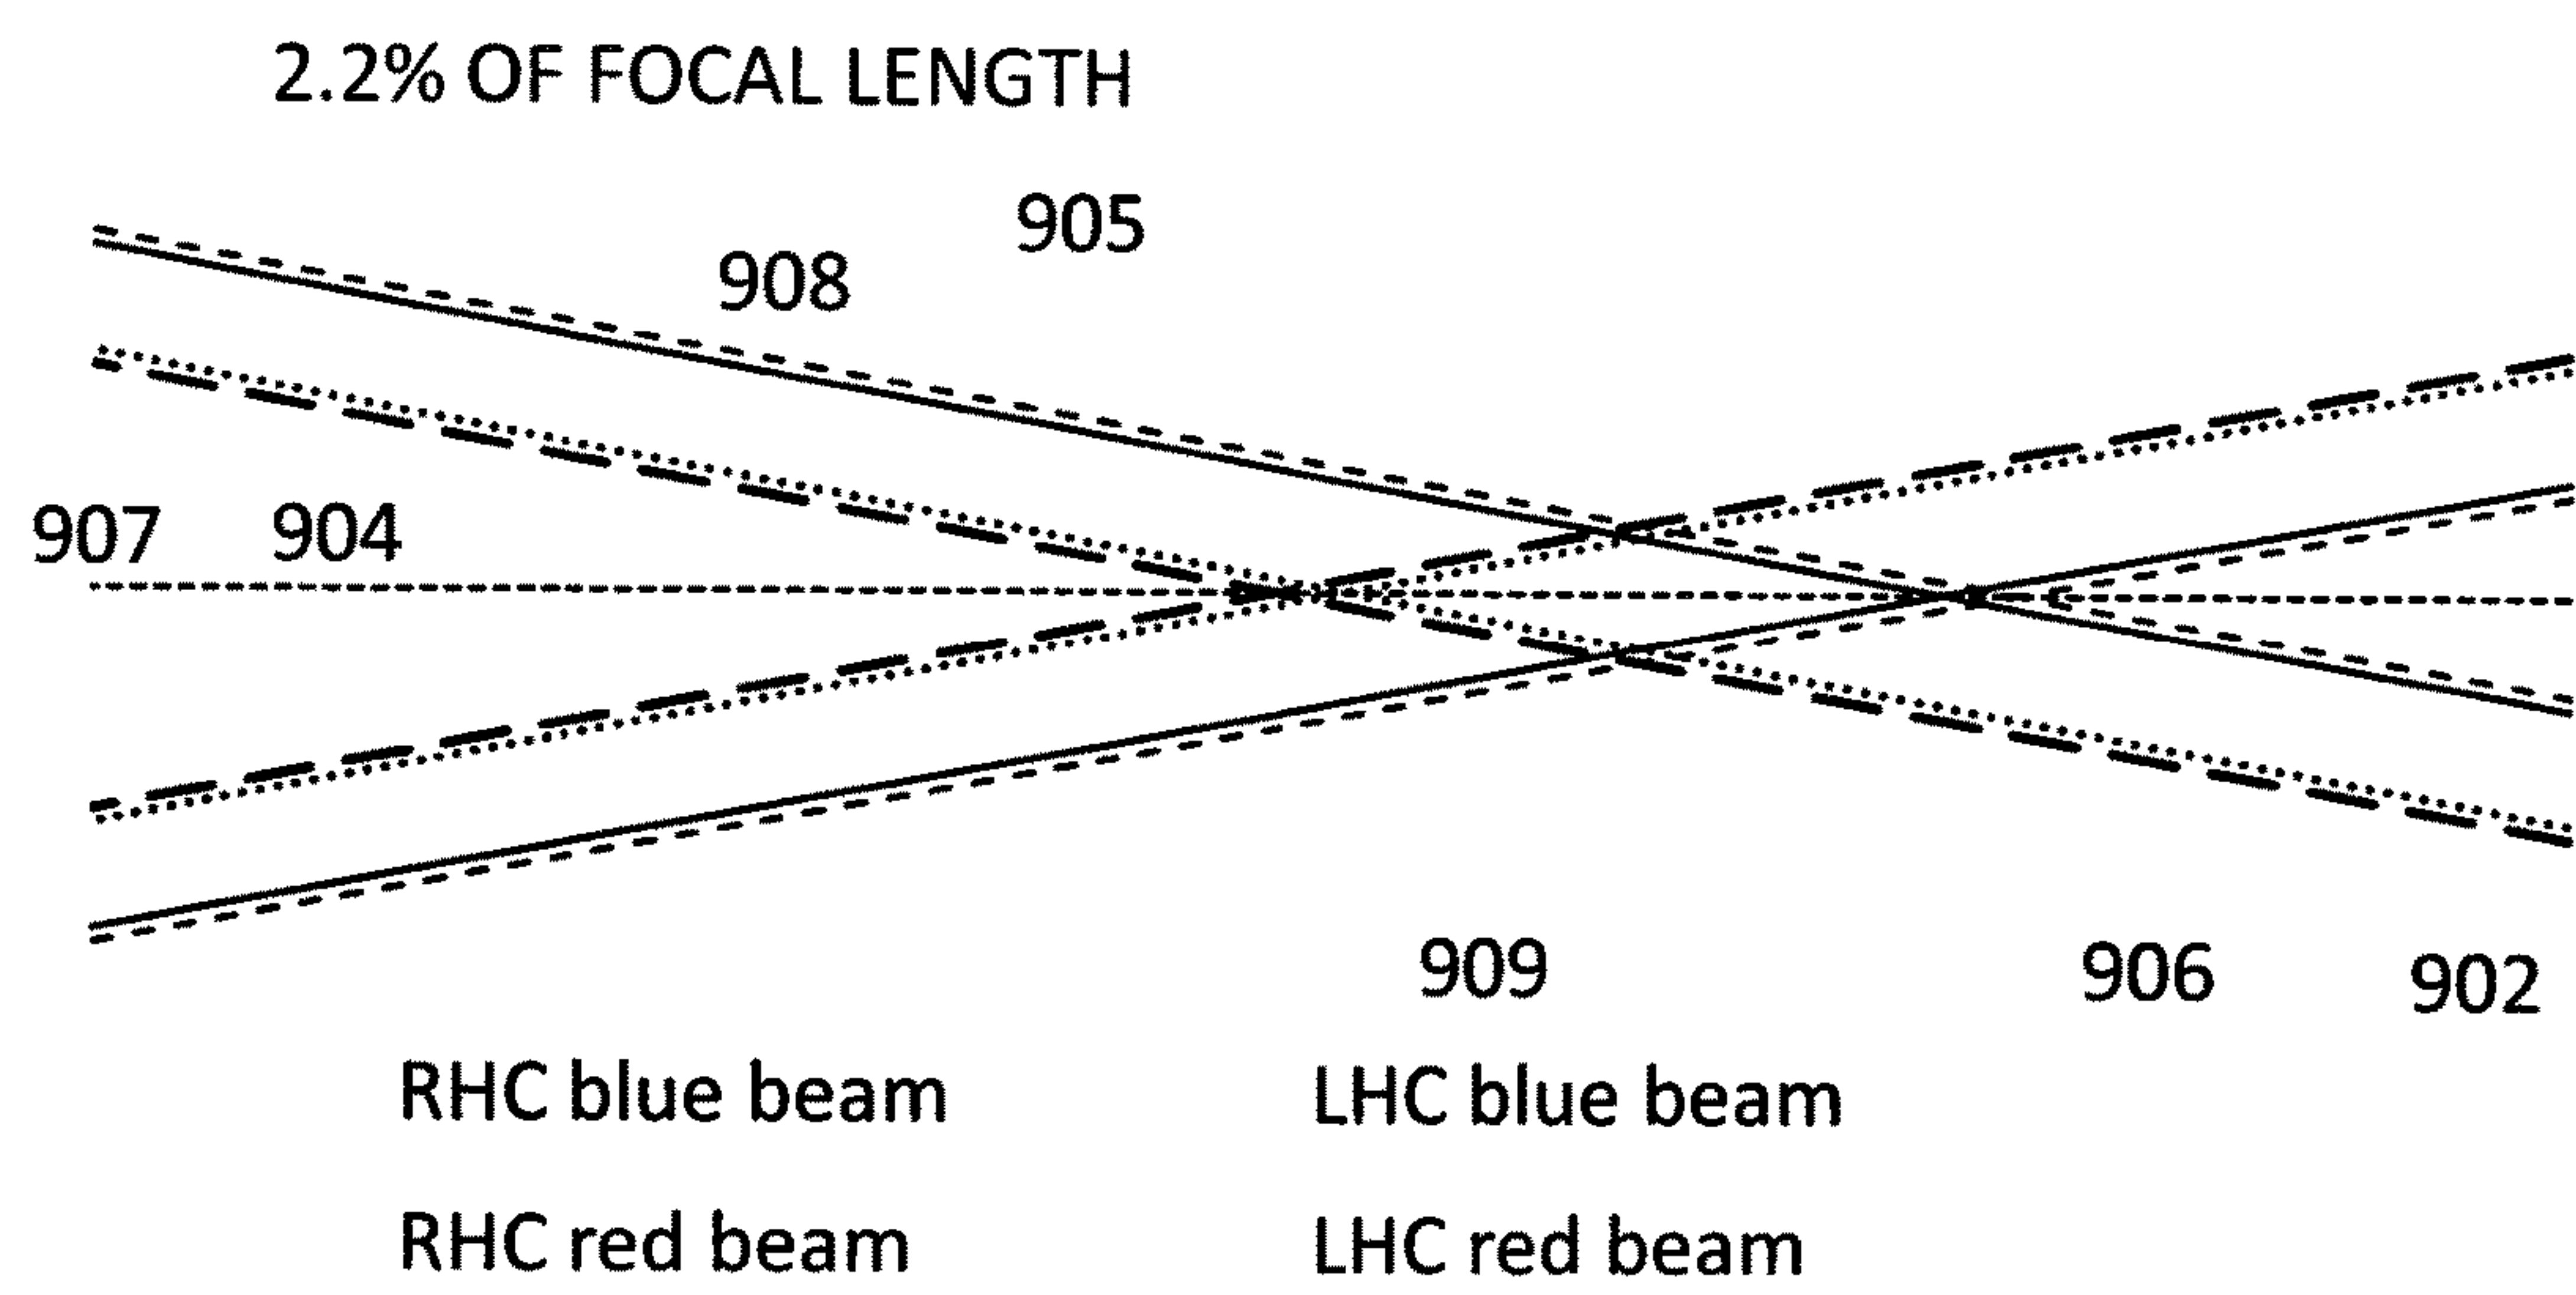 2.2% OF FOCAL LENGTH
905
908
907 904
909 906 902
RHC blue beam LHC blue beam
RHC red beam LHC red beam